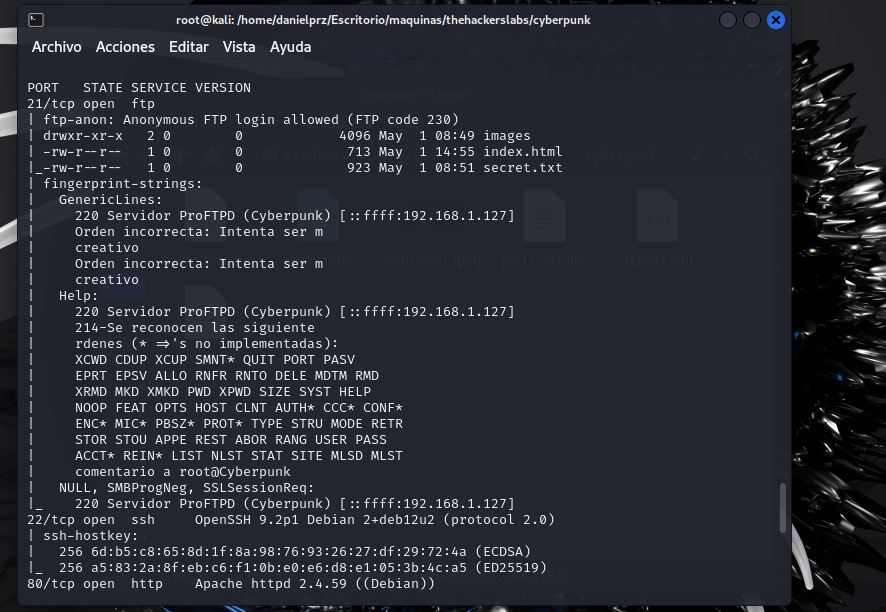 root@kali: /home/danielprz/Escritorio/maquinas/thehackerslabs/cyberpunk
Archivo Acciones Editar Vista Ayuda
PORT   STATE SERVICE VERSION
21/tcp open  ftp
| ftp-anon: Anonymous FTP login allowed (FTP code 230)
| drwxr-xr-x   2 0        0            4096 May  1 08:49 images
| -rw-r--r--   1 0        0             713 May  1 14:55 index.html
|_-rw-r--r--   1 0        0             923 May  1 08:51 secret.txt
| fingerprint-strings:
|   GenericLines:
|     220 Servidor ProFTPD (Cyberpunk) [::ffff:192.168.1.127]
|     Orden incorrecta: Intenta ser m
|     creativo
|     Orden incorrecta: Intenta ser m
|     creativo
|   Help:
|     220 Servidor ProFTPD (Cyberpunk) [::ffff:192.168.1.127]
|     214-Se reconocen las siguiente
|     rdenes (* =>'s no implementadas):
|     XCWD CDUP XCUP SMNT* QUIT PORT PASV
|     EPRT EPSV ALLO RNFR RNTO DELE MDTM RMD
|     XRMD MKD XMKD PWD XPWD SIZE SYST HELP
|     NOOP FEAT OPTS HOST CLNT AUTH* CCC* CONF*
|     ENC* MIC* PBSZ* PROT* TYPE STRU MODE RETR
|     STOR STOU APPE REST ABOR RANG USER PASS
|     ACCT* REIN* LIST NLST STAT SITE MLSD MLST
|     comentario a root@Cyberpunk
|   NULL, SMBProgNeg, SSLSessionReq:
|_    220 Servidor ProFTPD (Cyberpunk) [::ffff:192.168.1.127]
22/tcp open  ssh     OpenSSH 9.2p1 Debian 2+deb12u2 (protocol 2.0)
| ssh-hostkey:
|   256 6d:b5:c8:65:8d:1f:8a:98:76:93:26:27:df:29:72:4a (ECDSA)
|_  256 a5:83:2a:8f:eb:c6:f1:0b:e0:e6:d8:e1:05:3b:4c:a5 (ED25519)
80/tcp open  http    Apache httpd 2.4.59 ((Debian))
cyberpunk
netrunner.jpeg ports_version report.xml